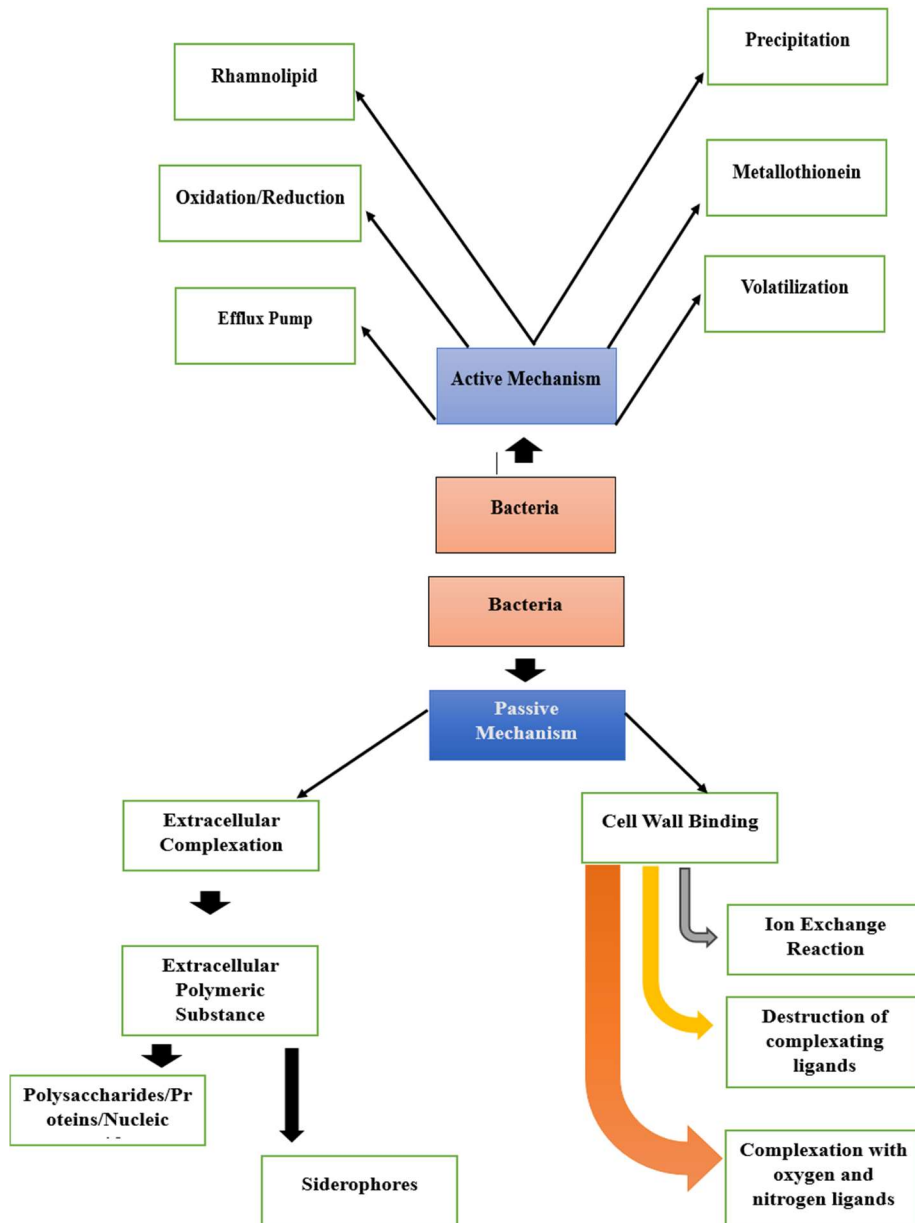 Precipitation
Rhamnolipid
Metallothionein
Oxidation/Reduction
Volatilization
Efflux Pump
Active Mechanism
Bacteria
Bacteria
Passive
Mechanism
Extracellular
Complexation
Cell Wall Binding
Ion Exchange
Reaction
Extracellular
Polymeric
Substance
Destruction of
complexating
ligands
Polysaccharides/Pr
oteins/Nucleic
Complexation with
oxygen and
nitrogen ligands
Siderophores